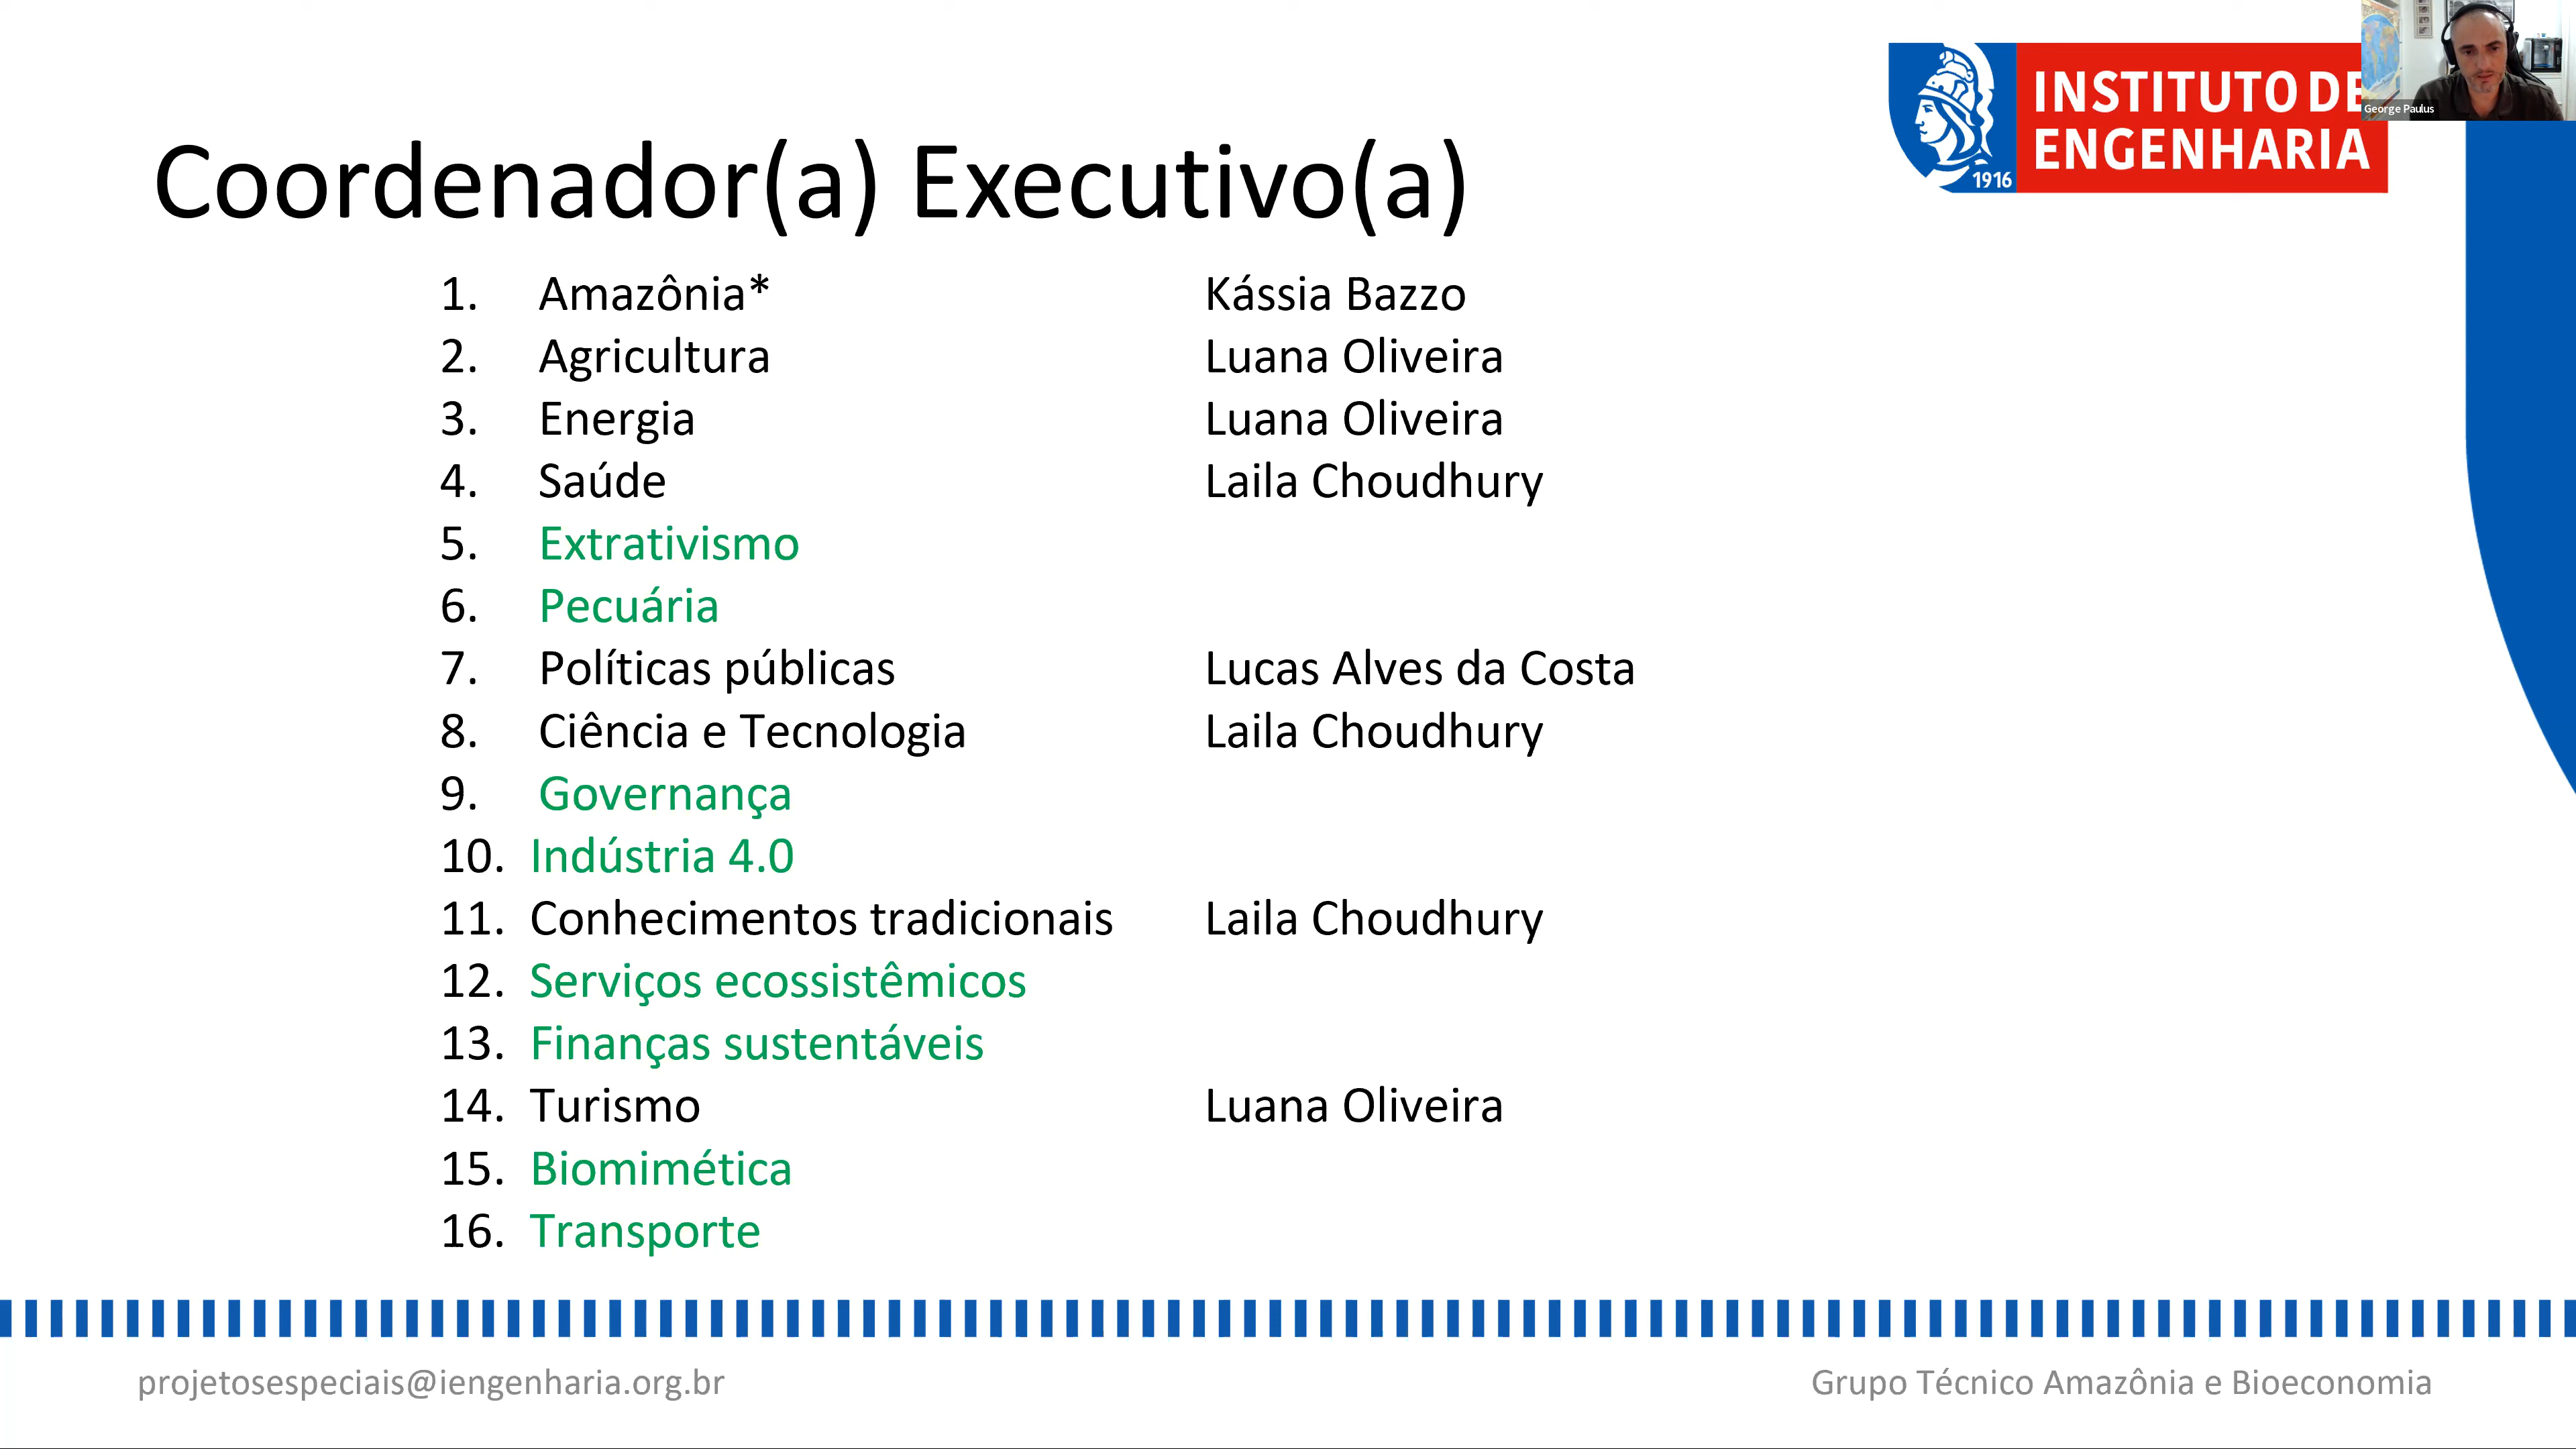 INSTITUTO DE
ENGENHARIA
1916
George Paulus
Coordenador(a) Executivo(a)
1. Amazônia* Kássia Bazzo
2. Agricultura Luana Oliveira
3. Energia Luana Oliveira
4. Saúde Laila Choudhury
5. Extrativismo
6. Pecuária
7. Políticas públicas Lucas Alves da Costa
8. Ciência e Tecnologia Laila Choudhury
9. Governança
10. Indústria 4.0
11. Conhecimentos tradicionais Laila Choudhury
12. Serviços ecossistêmicos
13. Finanças sustentáveis
14. Turismo Luana Oliveira
15. Biomimética
16. Transporte
projetosespeciais@iengenharia.org.br Grupo Técnico Amazônia e Bioeconomia